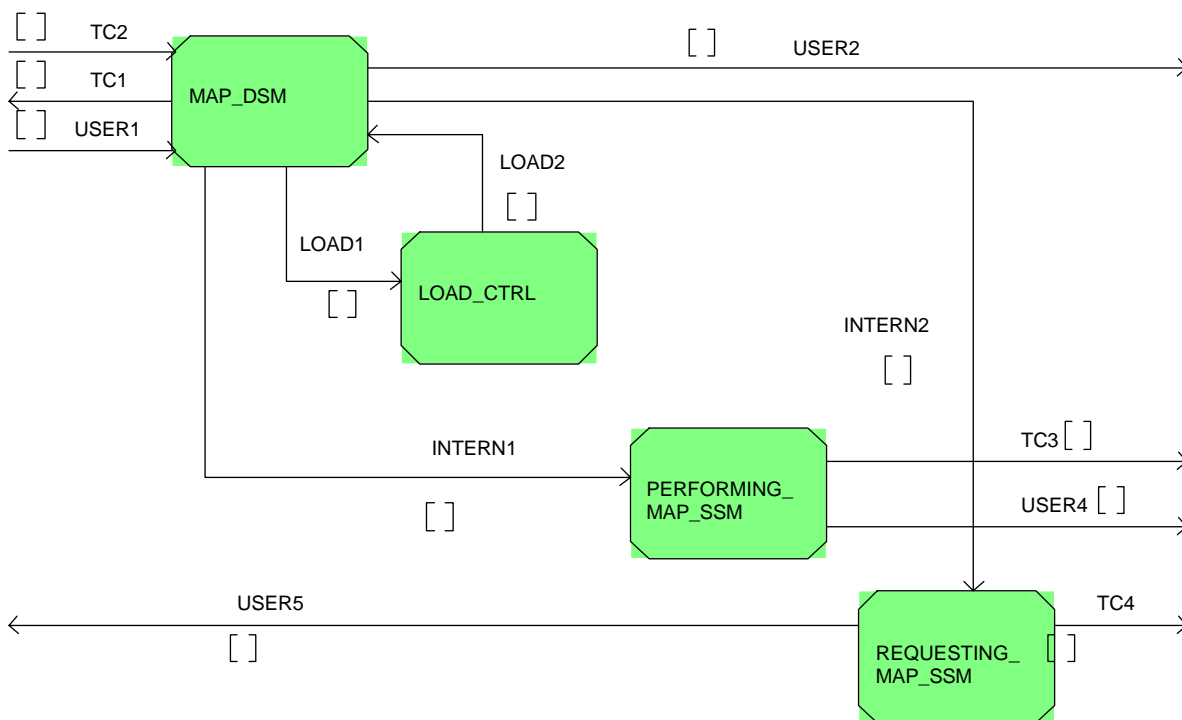 [ ] TC2
[ ] USER2
[ ] TC1
MAP_DSM
[ ] USER1
LOAD2
[ ]
LOAD1
[ ]
LOAD_CTRL
INTERN2
[ ]
INTERN1
[ ]
TC3 [ ]
PERFORMING_
MAP_SSM
USER4 [ ]
USER5
[ ]
TC4
[ ]
REQUESTING_
MAP_SSM